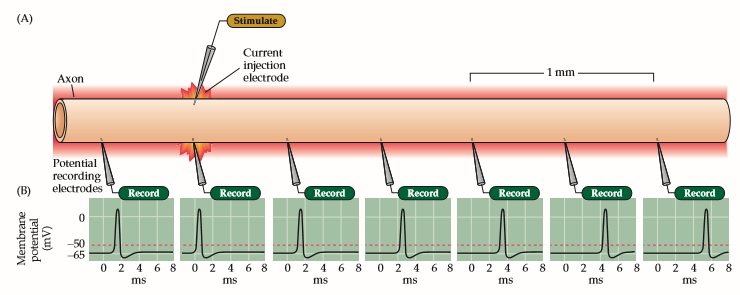 (A)
Stimulate
Current
injection
electrode
Axon
1 mm
Potential
recording
electrodes
(B)
Record
Record
Record
Record
Record
Record
Record
Membrane
potential
(mV)
0
–50
–65
0 2 4 6 8
0 2 4 6 8
0 2 4 6 8
0 2 4 6 8
0 2 4 6 8
0 2 4 6 8
0 2 4 6 8
ms
ms
ms
ms
ms
ms
ms